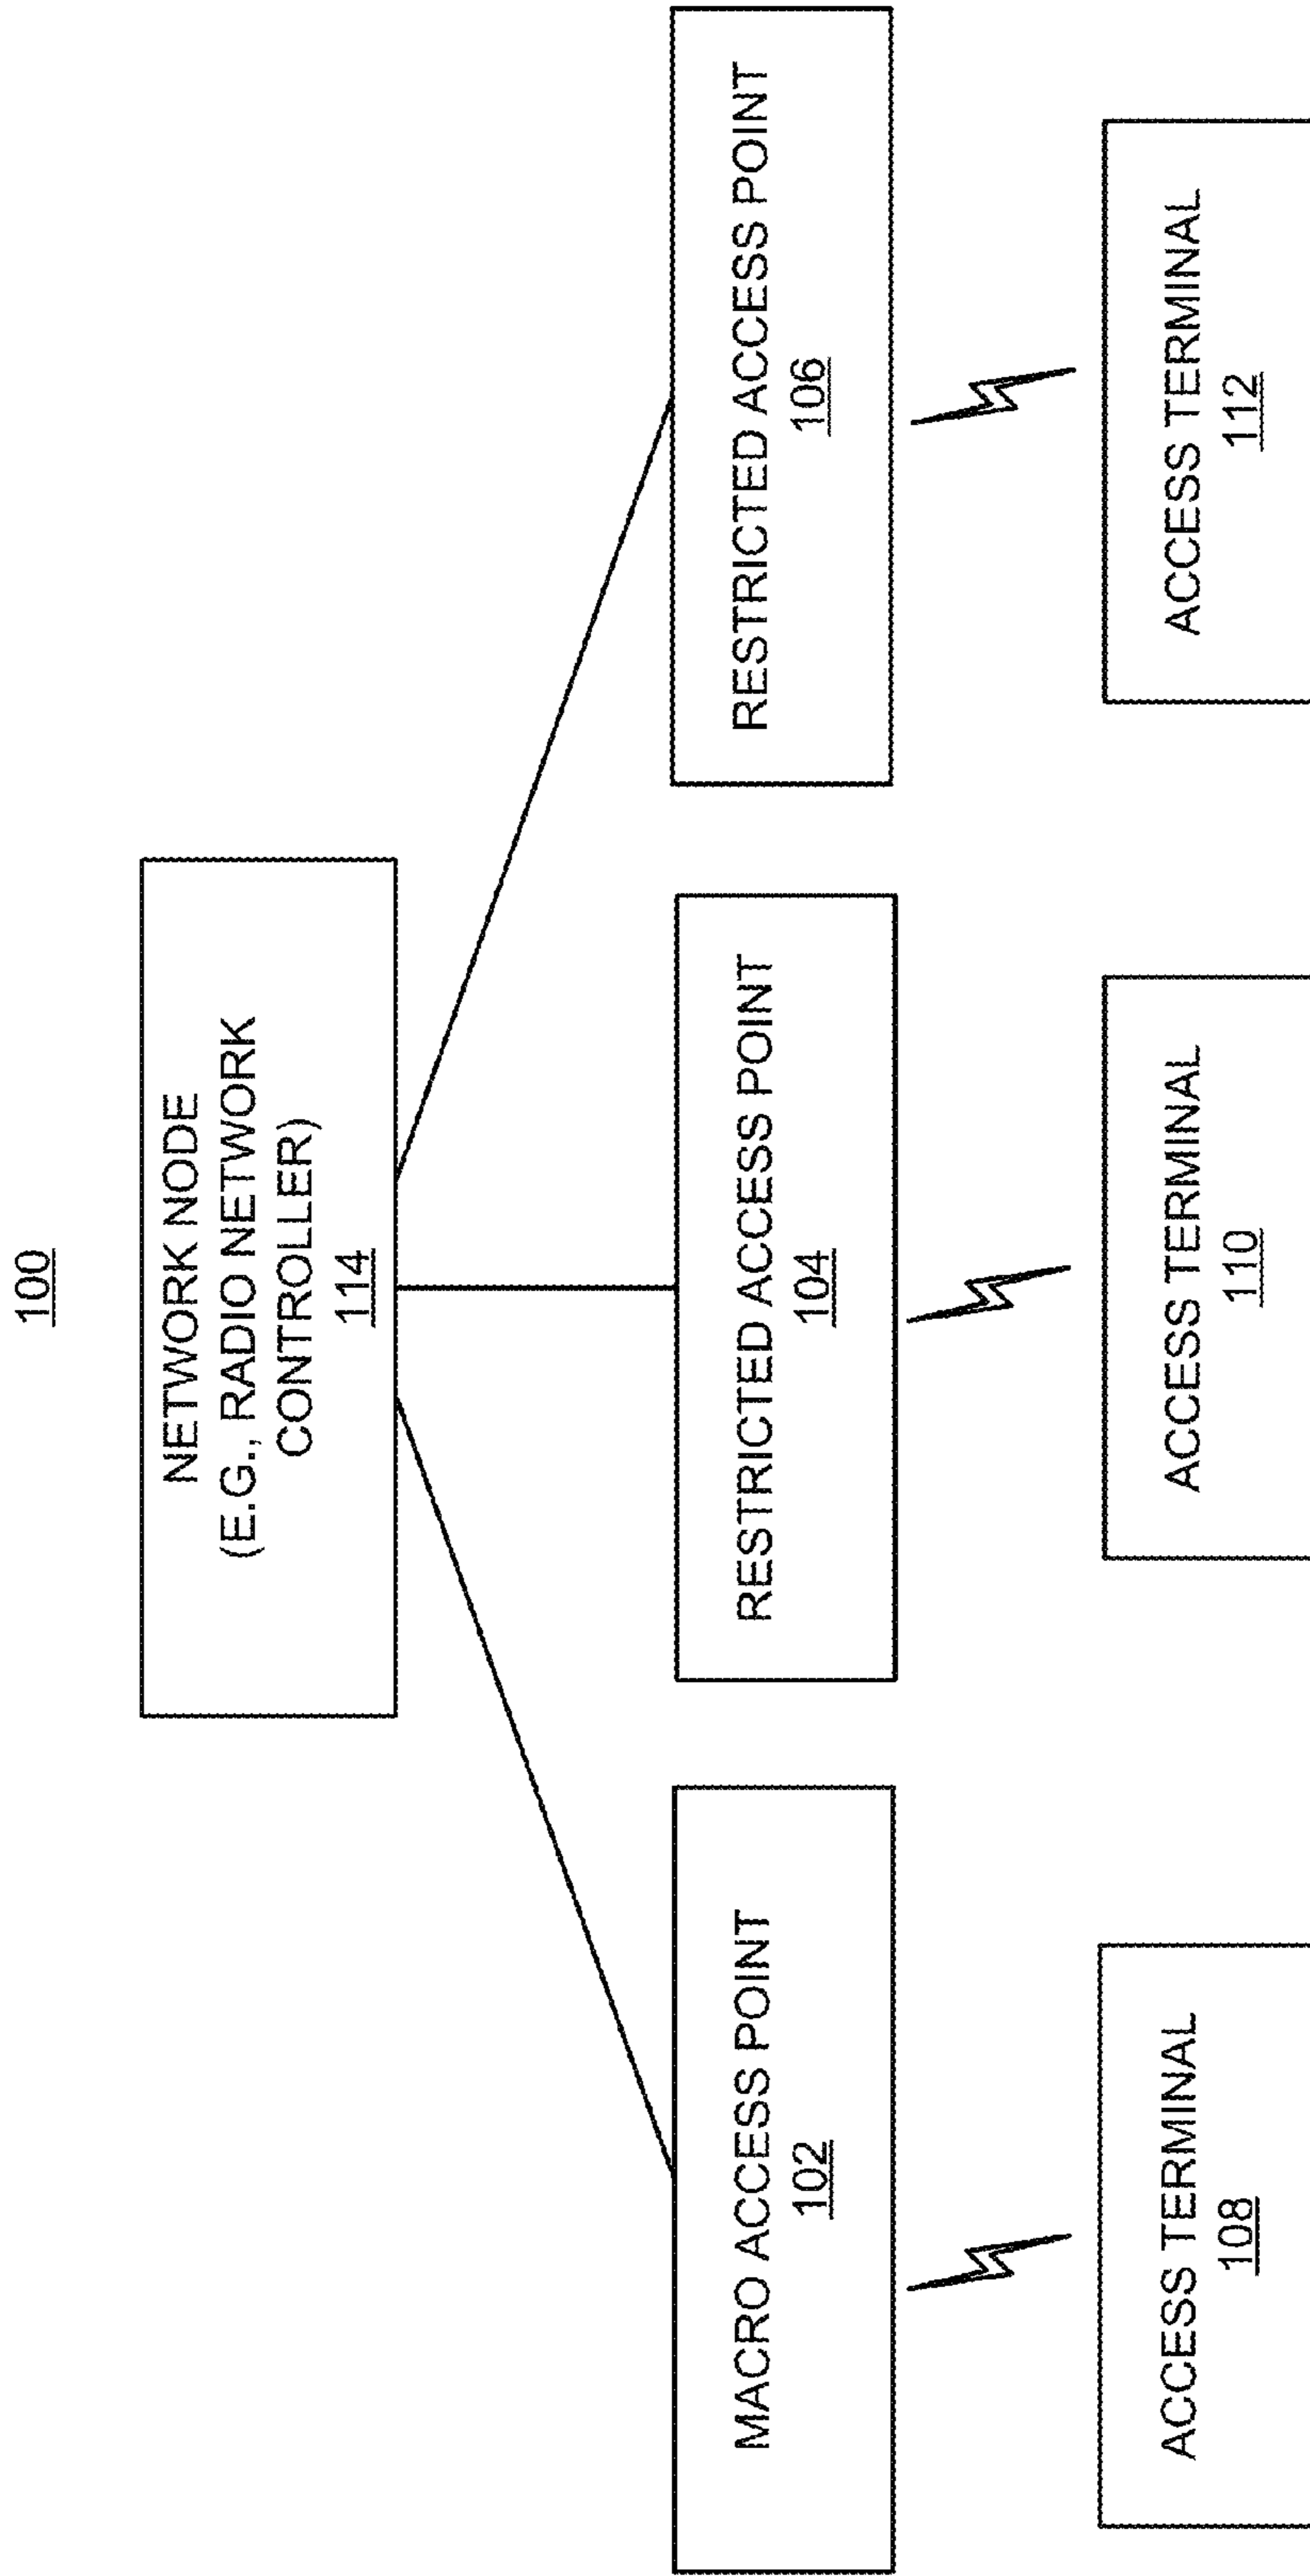 100
NETWORK NODE
(E.G., RADIO NETWORK
CONTROLLER)
114
MACRO ACCESS POINT
102
RESTRICTED ACCESS POINT
104
RESTRICTED ACCESS POINT
106
ACCESS TERMINAL
108
ACCESS TERMINAL
110
ACCESS TERMINAL
112